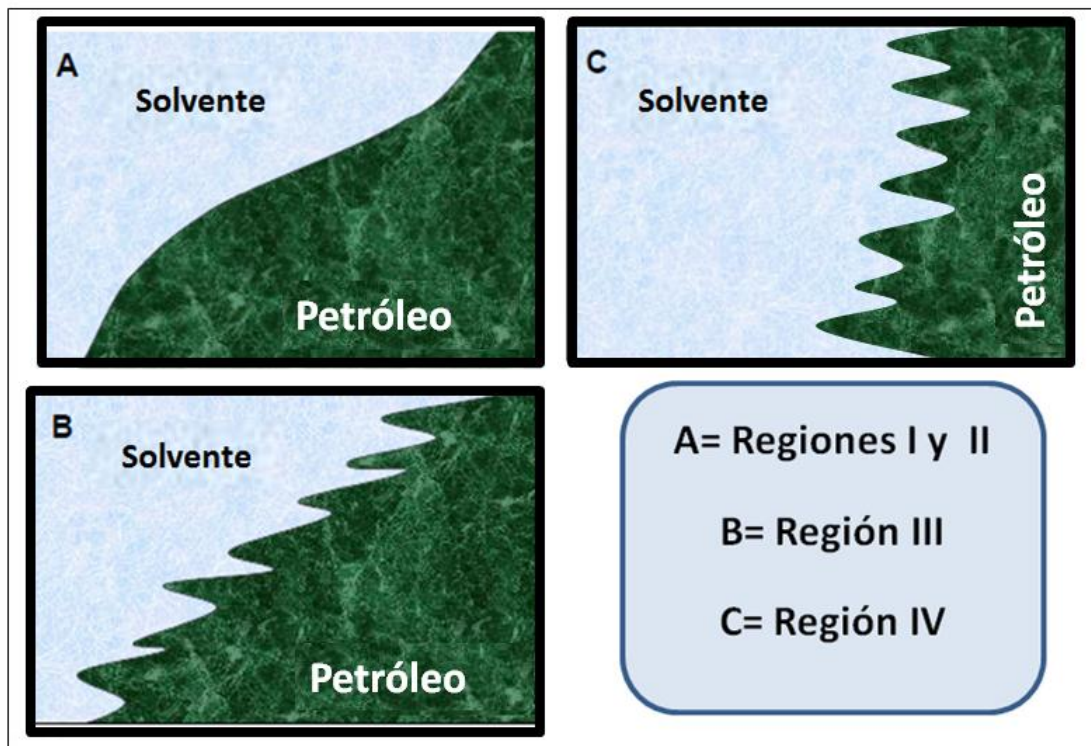 A
Solvente
Petróleo
C
Solvente
Petróleo
B
Solvente
Petróleo
A= Regiones I y II
B= Región III
C= Región IV